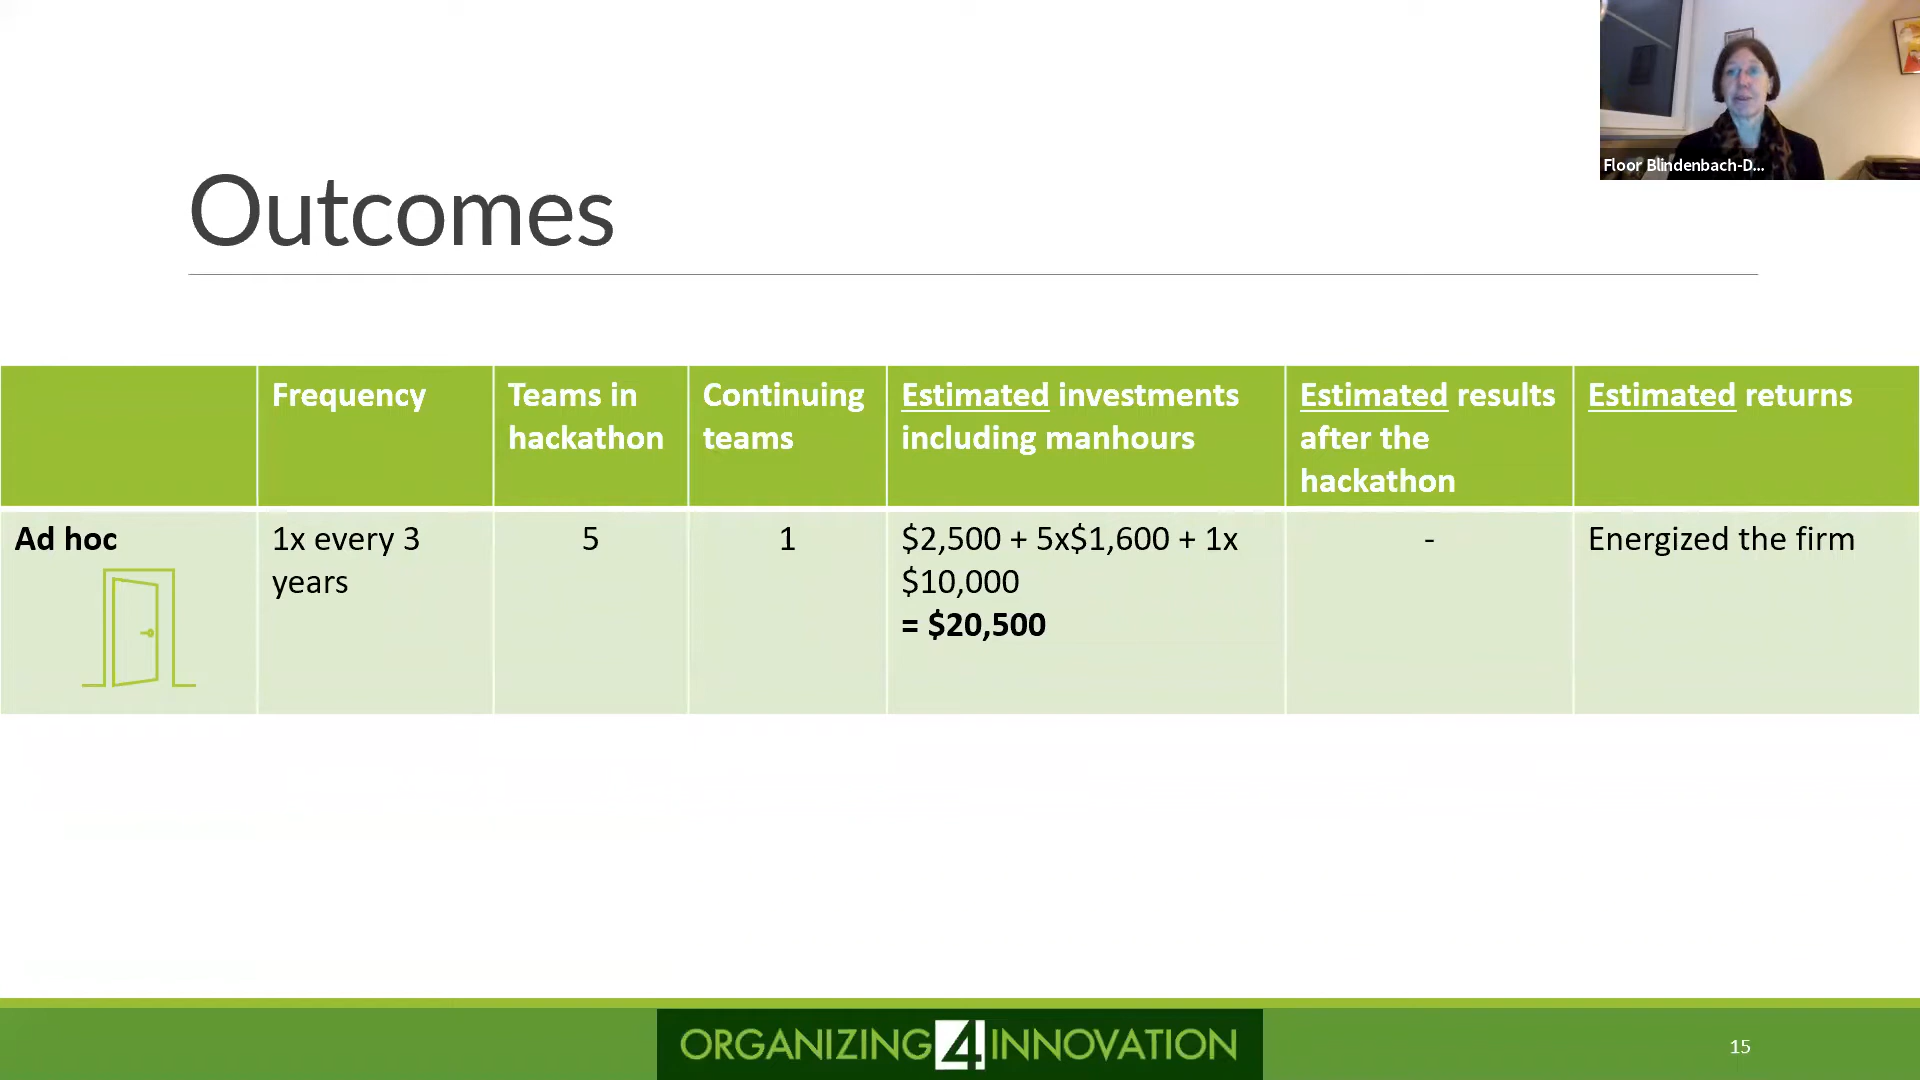 Floor Blindenbach-D...
Outcomes
Frequency
Teams in
hackathon
Continuing
teams
Estimated investments
including manhours
Estimated results
after the
hackathon
Estimated returns
Ad hoc
1x every 3
years
5
1
$2,500 + 5x$1,600 + 1x
$10,000
= $20,500
-
Energized the firm
ORGANIZING 4 INNOVATION
15